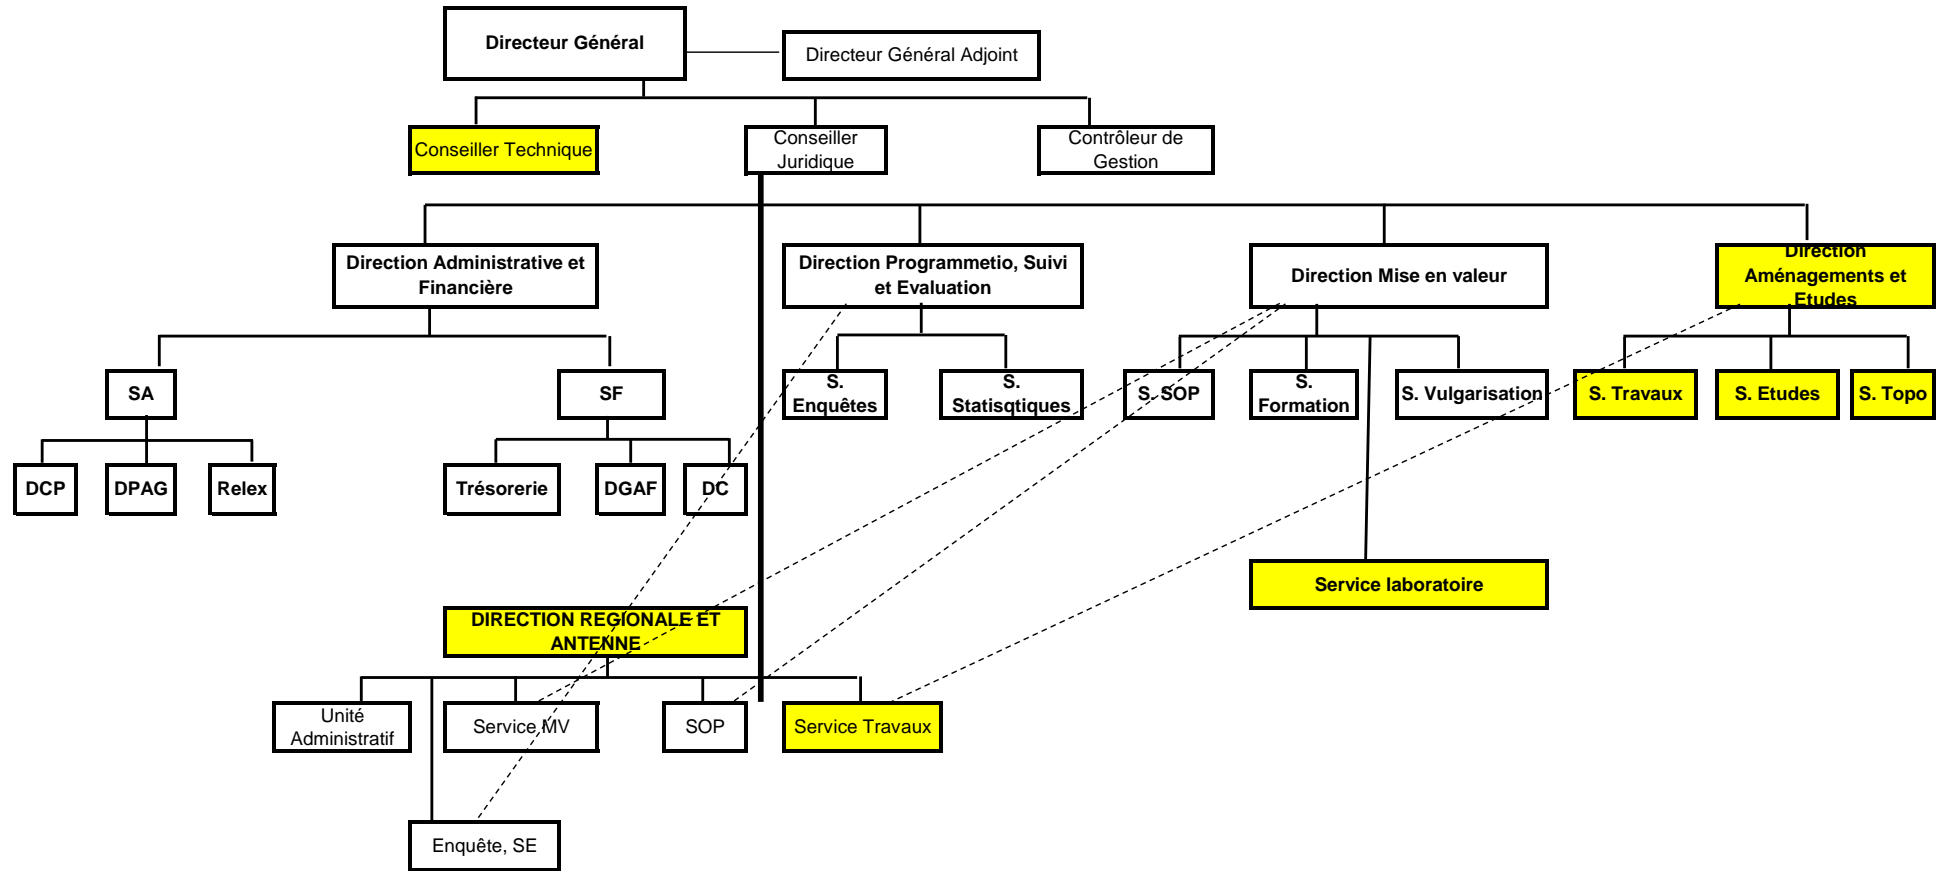 Directeur Général
Directeur Général Adjoint
Conseiller Technique
Conseiller
Juridique
Contrôleur de
Gestion
Direction Administrative et
Financière
Direction Programmetio, Suivi
et Evaluation
Direction Mise en valeur
Direction
Aménagements et
Etudes
SA
SF
S.
Enquêtes
S.
Statisqtiques
S. SOP
S.
Formation
S. Vulgarisation
S. Travaux
S. Etudes
S. Topo
DCP
DPAG
Relex
Trésorerie
DGAF
DC
Service laboratoire
DIRECTION REGIONALE ET
ANTENNE
Unité
Administratif
Service MV
SOP
Service Travaux
Enquête, SE